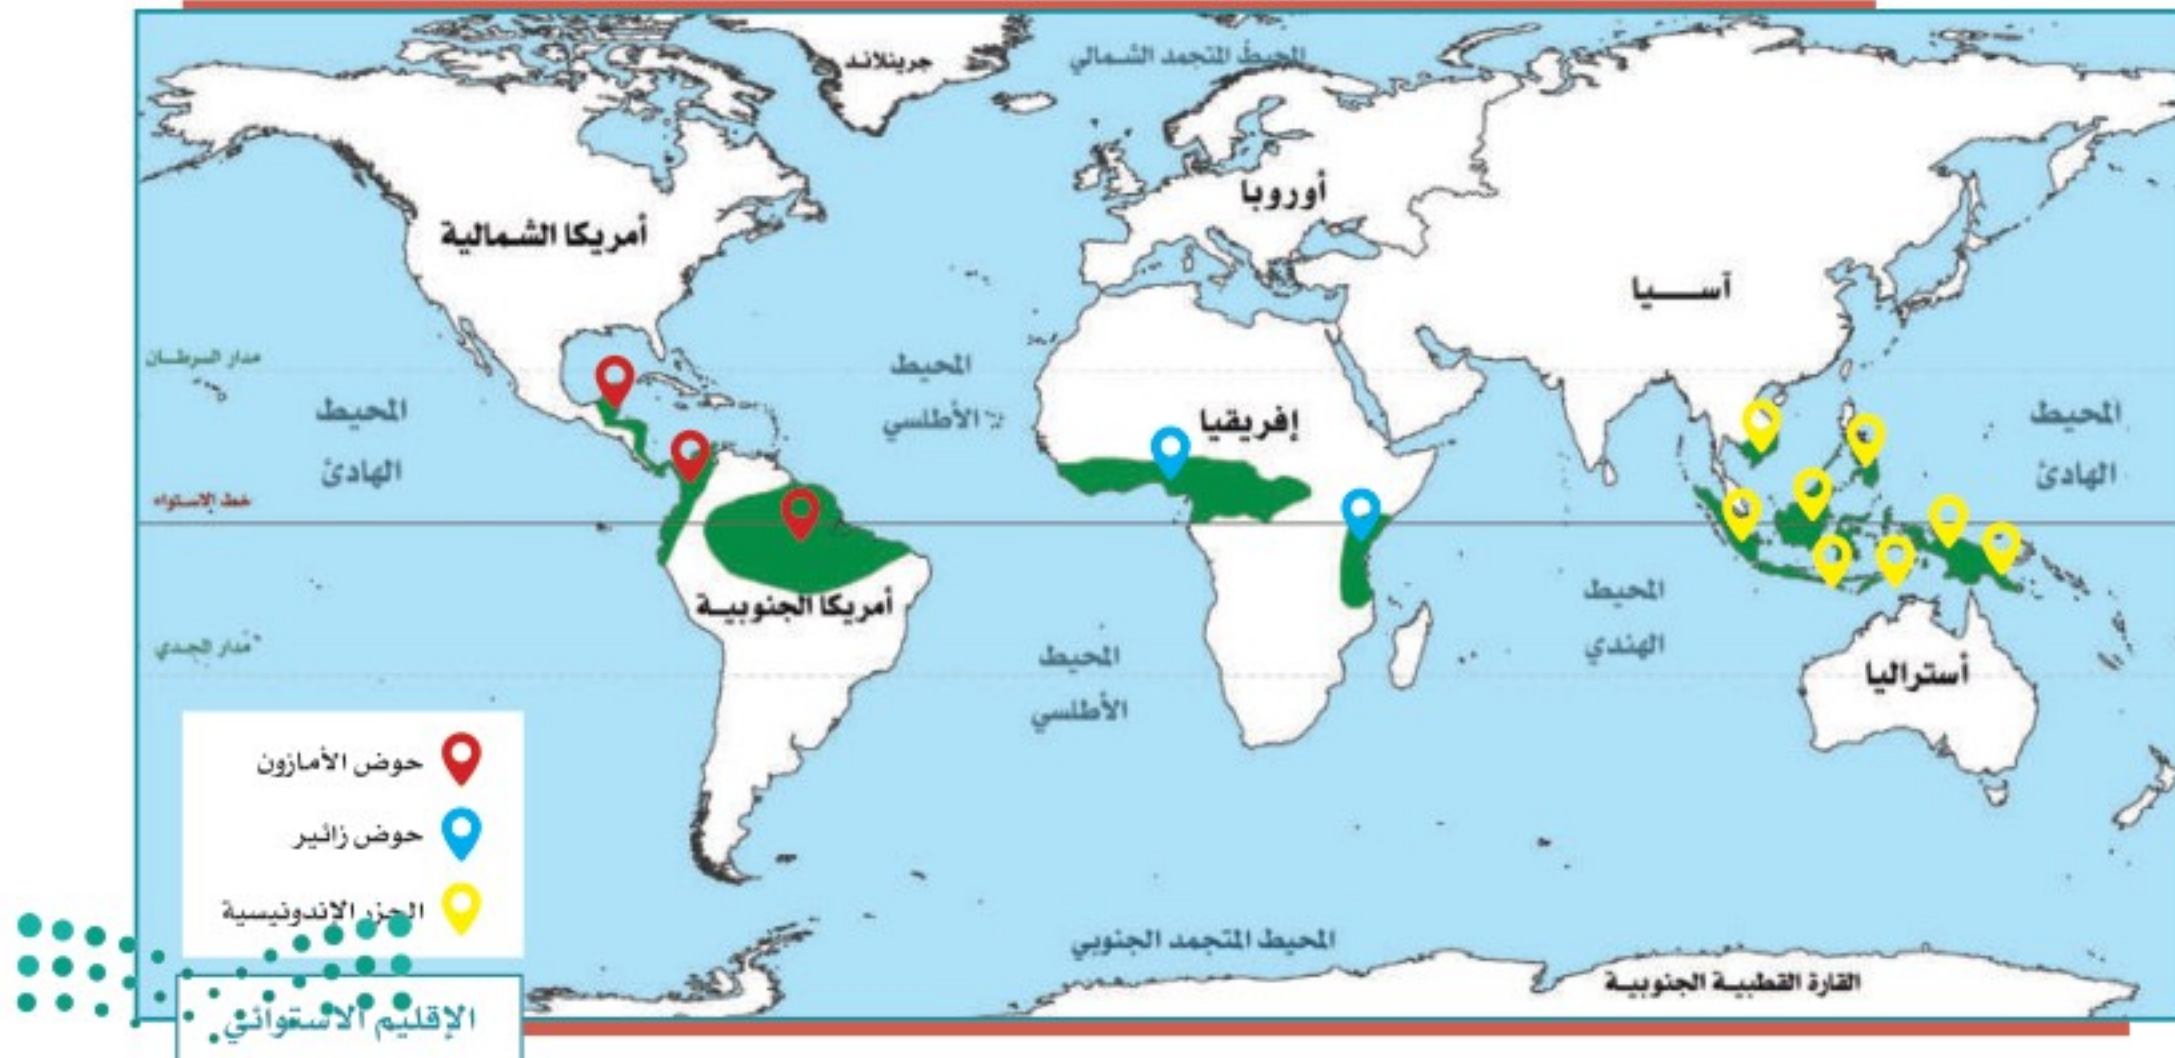 جرينلاند
المحيط المتجمد الشمالي
أوروبا
أمريكا الشمالية
آسيا
مدار السرطان
المحيط
الهادئ
المحيط
الأطلسي
إفريقيا
المحيط
الهادئ
خط الاستواء
أمريكا الجنوبية
المحيط
الهندي
مدار الجدي
المحيط
الأطلسي
أستراليا
حوض الأمازون
حوض زائير
الجزر الإندونيسية
المحيط المتجمد الجنوبي
القارة القطبية الجنوبية
الإقليم الاستوائي